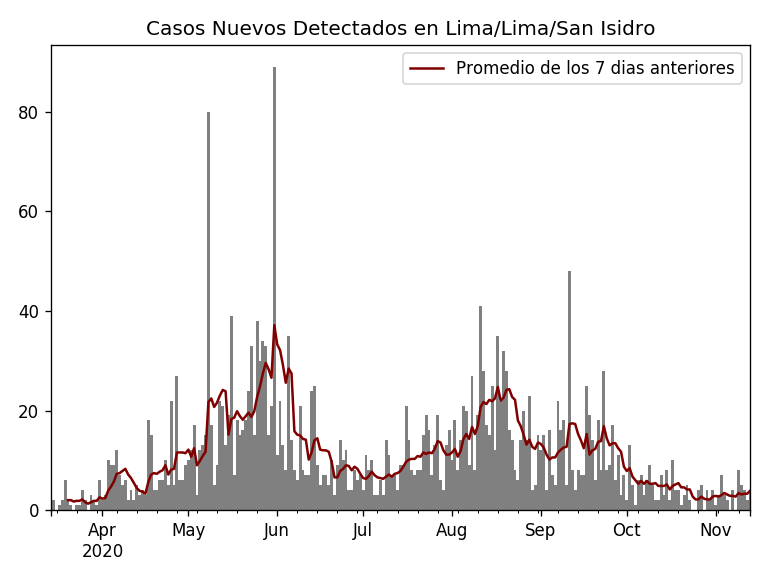 Casos Nuevos Detectados en Lima/Lima/San Isidro
Promedio de los 7 dias anteriores
80
60
40
20
0
Apr May Jun Jul Aug Sep Oct Nov
2020